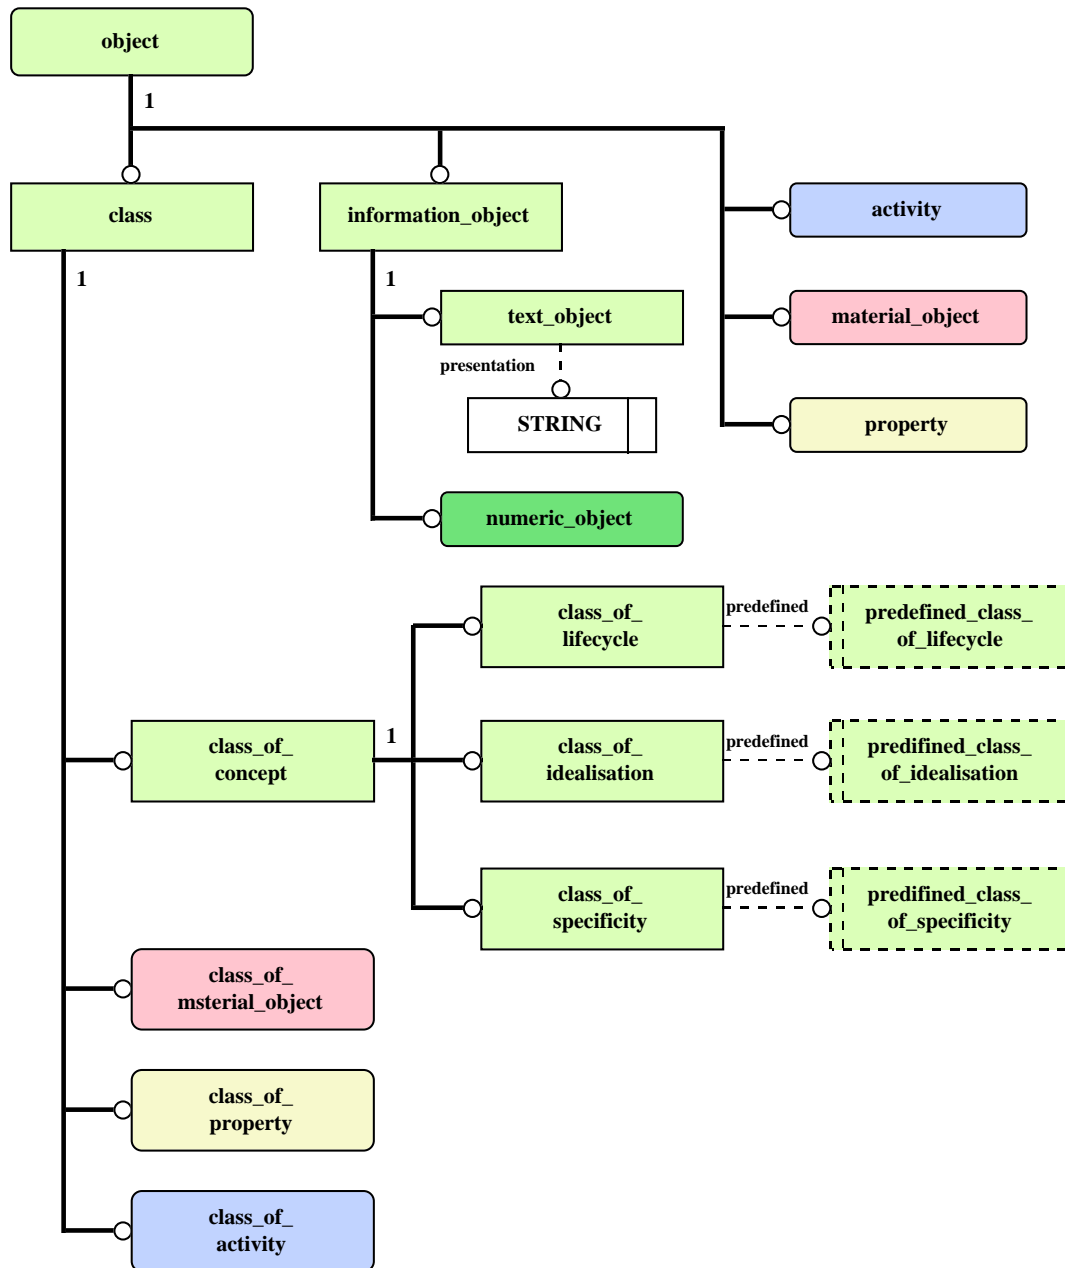 object
1
class
information_object
activity
1
1
text_object
material_object
presentation
STRING
property
numeric_object
class_of_
lifecycle
predefined
predefined_class_
of_lifecycle
class_of_
concept
1
class_of_
idealisation
predefined
predifined_class_
of_idealisation
class_of_
specificity
predefined
predifined_class_
of_specificity
class_of_
msterial_object
class_of_
property
class_of_
activity